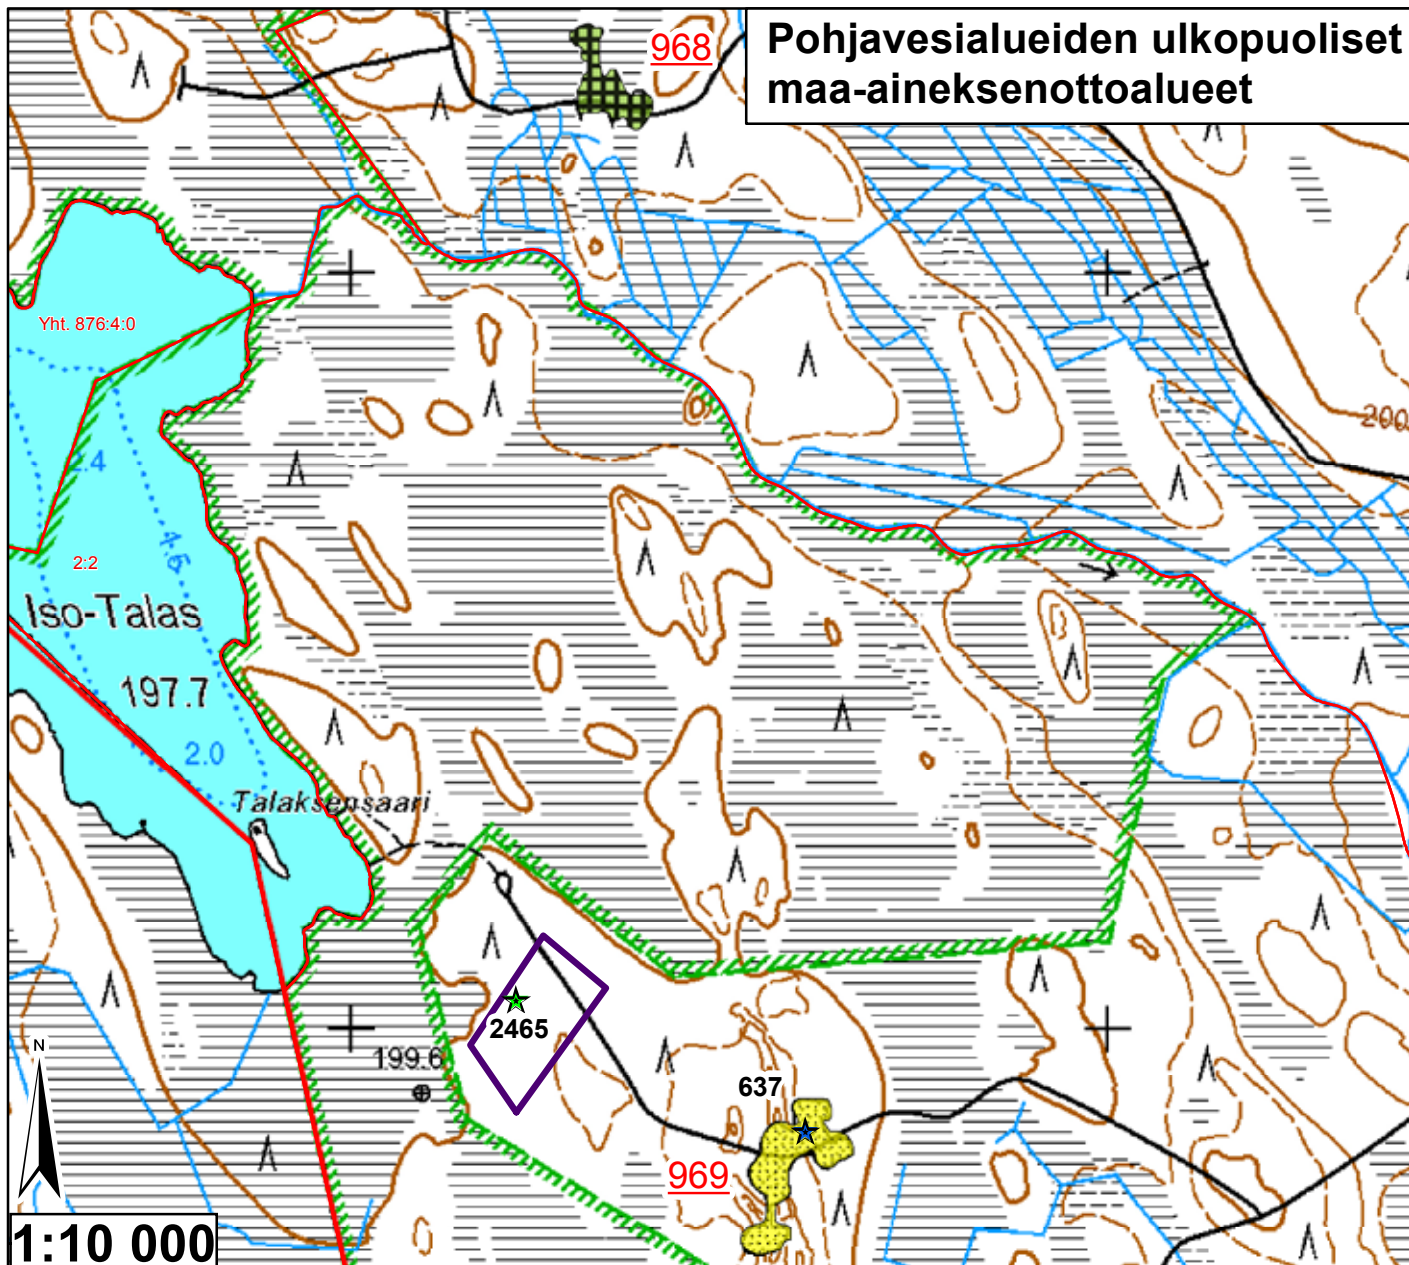 Pohjavesialueiden ulkopuoliset
maa-aineksenottoalueet
968
Yht. 876:4:0
200
2.4
4.6
2:2
Iso-Talas
197.7
2.0
Talaksensaari
2465
199.6
N
637
969
1:10 000